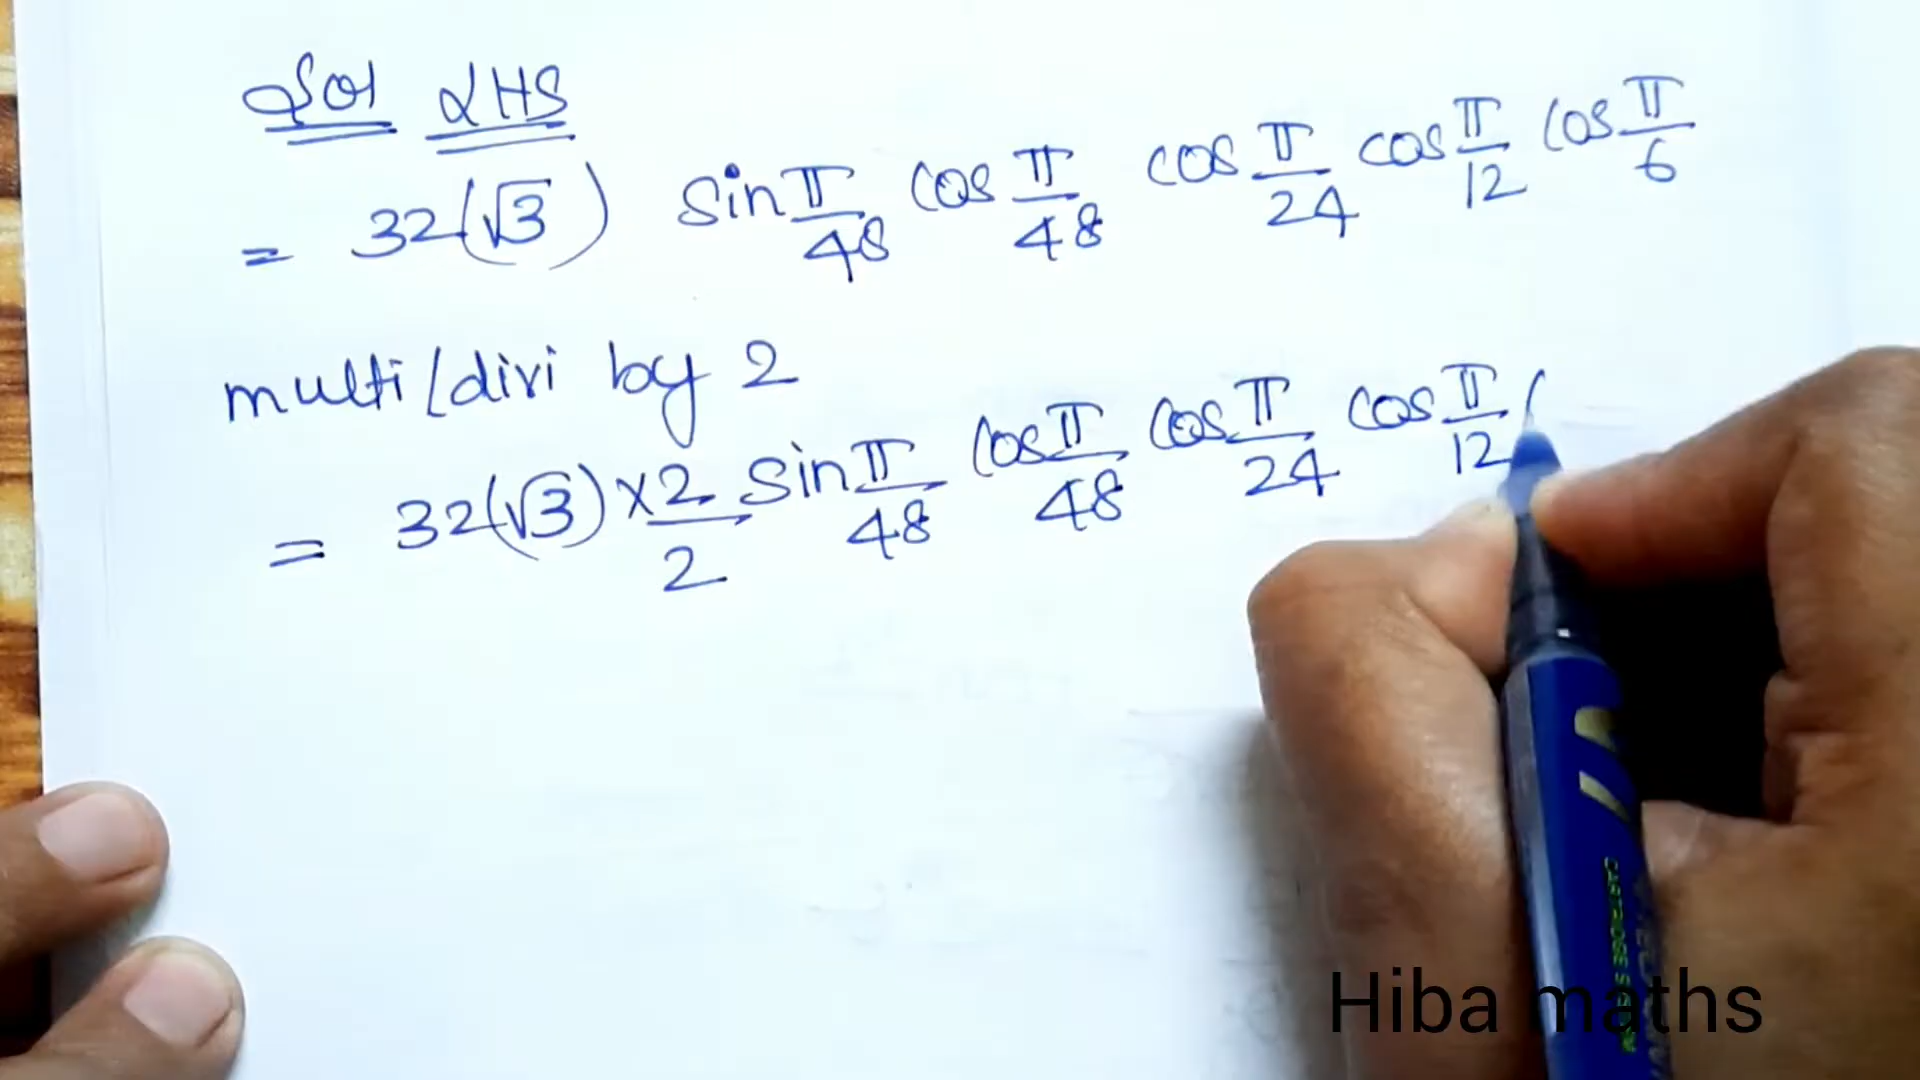 Sol LHS
= 32(√3) sin π/48 cos π/48 cos π/24 cos π/12 cos π/6
multi/divi by 2
= 32(√3) × 2/2 sin π/48 cos π/48 cos π/24 cos π/12 (
Hiba maths